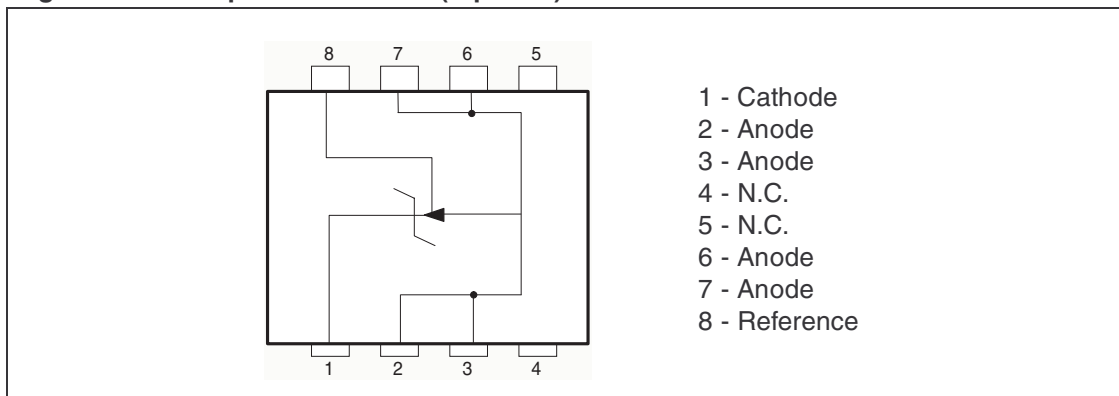 8 7 6 5
1 - Cathode
2 - Anode
3 - Anode
4 - N.C.
5 - N.C.
6 - Anode
7 - Anode
8 - Reference
1 2 3 4